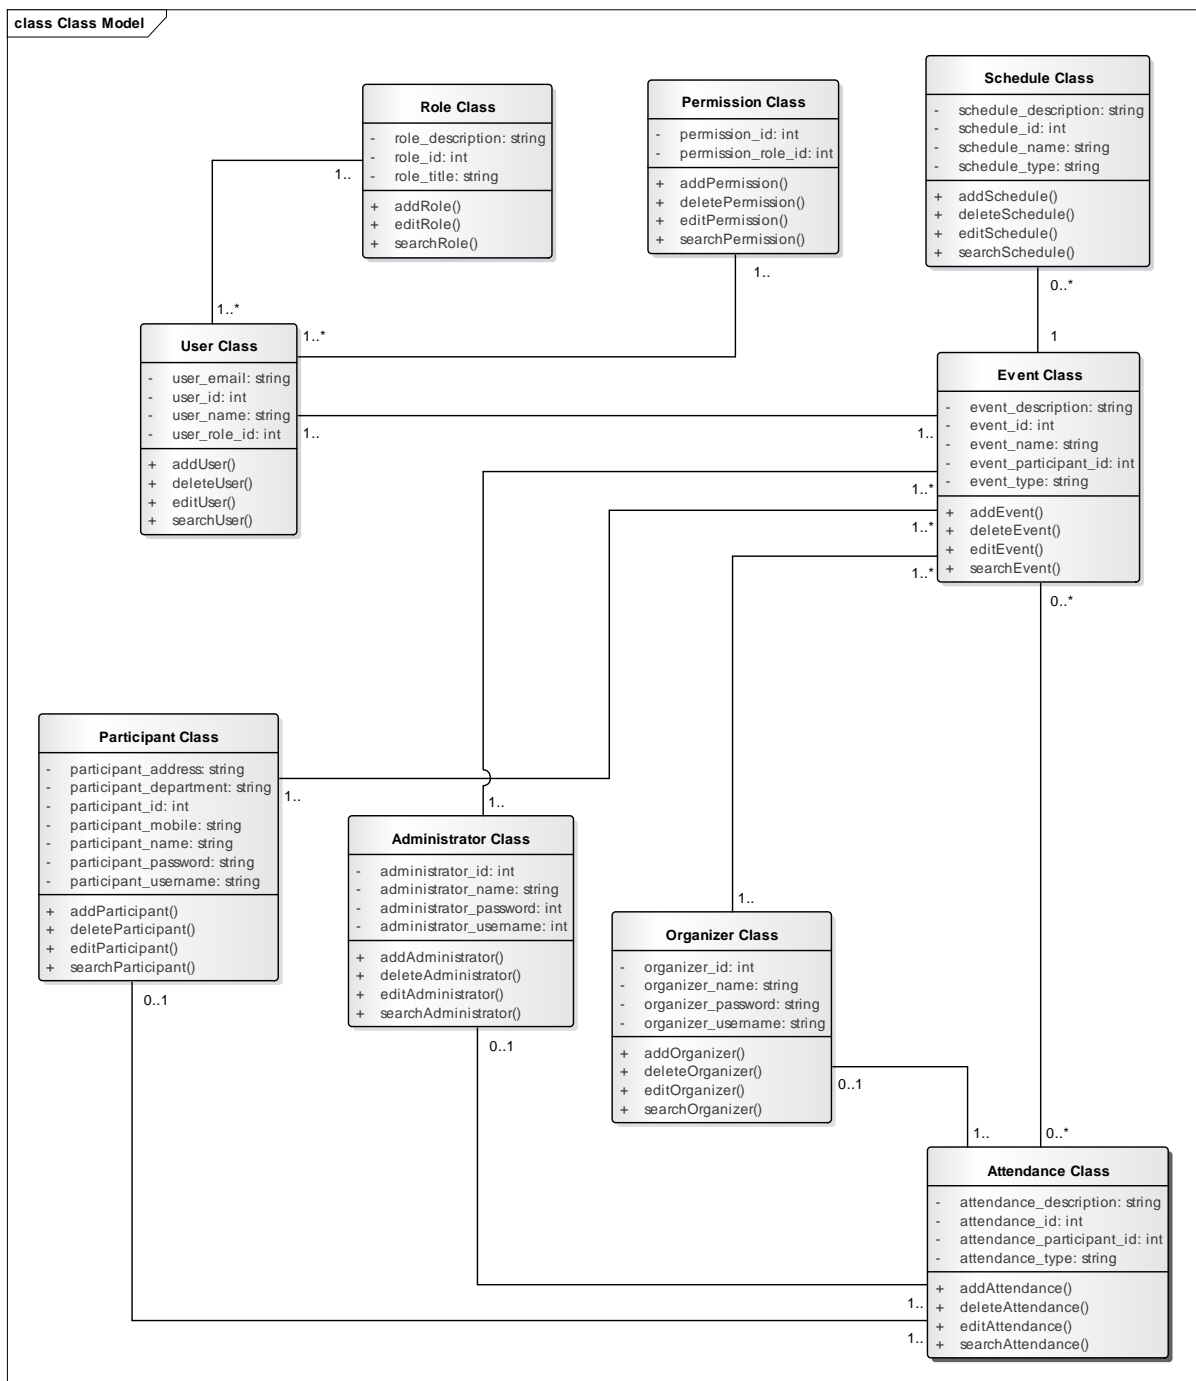 class Class Model
Role Class
- role_description: string
- role_id: int
- role_title: string
+ addRole()
+ editRole()
+ searchRole()
1..
Permission Class
- permission_id: int
- permission_role_id: int
+ addPermission()
+ deletePermission()
+ editPermission()
+ searchPermission()
1..
Schedule Class
- schedule_description: string
- schedule_id: int
- schedule_name: string
- schedule_type: string
+ addSchedule()
+ deleteSchedule()
+ editSchedule()
+ searchSchedule()
0..*
1..*
User Class
- user_email: string
- user_id: int
- user_name: string
- user_role_id: int
+ addUser()
+ deleteUser()
+ editUser()
+ searchUser()
1..*
1..
1
Event Class
- event_description: string
- event_id: int
- event_name: string
- event_participant_id: int
- event_type: string
+ addEvent()
+ deleteEvent()
+ editEvent()
+ searchEvent()
1..
1..*
1..*
1..*
0..*
Participant Class
- participant_address: string
- participant_department: string
- participant_id: int
- participant_mobile: string
- participant_name: string
- participant_password: string
- participant_username: string
+ addParticipant()
+ deleteParticipant()
+ editParticipant()
+ searchParticipant()
1..
0..1
1..
Administrator Class
- administrator_id: int
- administrator_name: string
- administrator_password: int
- administrator_username: int
+ addAdministrator()
+ deleteAdministrator()
+ editAdministrator()
+ searchAdministrator()
0..1
1..
Organizer Class
- organizer_id: int
- organizer_name: string
- organizer_password: string
- organizer_username: string
+ addOrganizer()
+ deleteOrganizer()
+ editOrganizer()
+ searchOrganizer()
0..1
1..
0..*
Attendance Class
- attendance_description: string
- attendance_id: int
- attendance_participant_id: int
- attendance_type: string
+ addAttendance()
+ deleteAttendance()
+ editAttendance()
+ searchAttendance()
1..
1..